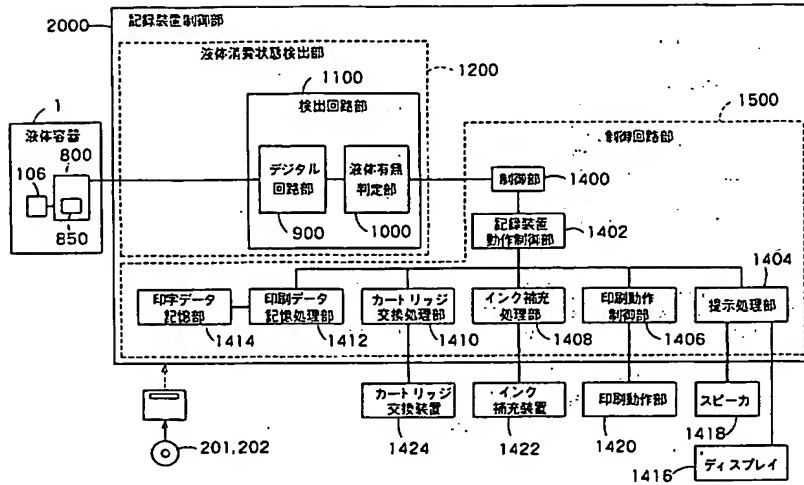 2000
記録装置制御部
液体消費状態検出部
1200
1100
検出回路部
1500
制御回路部
1
液体容器
800
106
850
デジタル
回路部
900
液体有無
判定部
1000
制御部
1400
記録装置
動作制御部
1402
1404
印字データ
記憶部
1414
印刷データ
記憶処理部
1412
カートリッジ
交換処理部
1410
インク補充
処理部
1408
印刷動作
制御部
1406
提示処理部
カートリッジ
交換装置
1424
インク
補充装置
1422
印刷動作部
1420
スピーカ
1418
ディスプレイ
1416
201,202